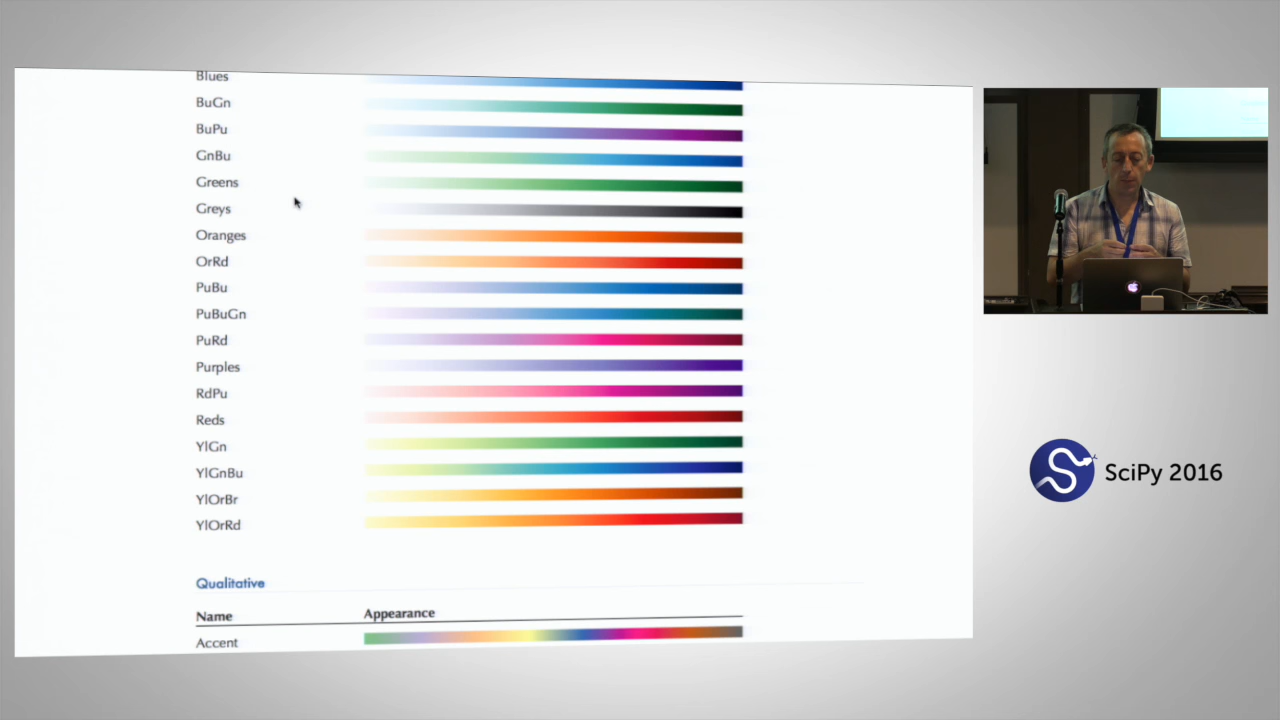 Blues
BuGn
BuPu
GnBu
Greens
Greys
Oranges
OrRd
PuBu
PuBuGn
PuRd
Purples
RdPu
Reds
YlGn
YlGnBu
YlOrBr
YlOrRd
Qualitative
Name Appearance
Accent
SciPy 2016